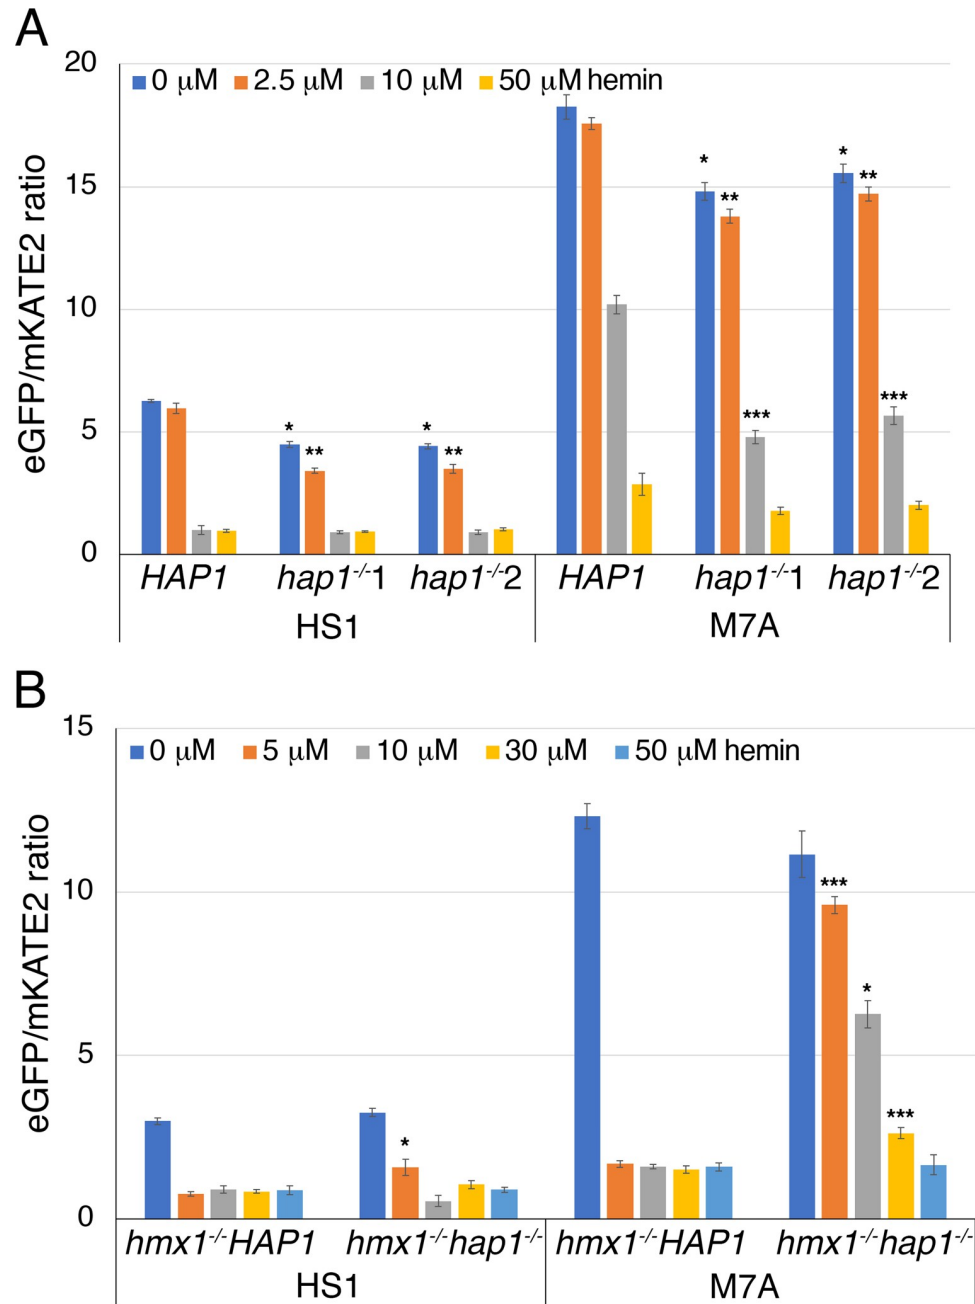 A
20
0 μM 2.5 μM 10 μM 50 μM hemin
15
10
5
0
eGFP/mKATE2 ratio
* ** * ** * ** *** * ** ***
HAP1 hap1-/-1 hap1-/-2 HAP1 hap1-/-1 hap1-/-2
HS1 M7A
B
15
0 μM 5 μM 10 μM 30 μM 50 μM hemin
10
5
0
eGFP/mKATE2 ratio
* *** * ***
hmx1-/-HAP1 hmx1-/-hap1-/- hmx1-/-HAP1 hmx1-/-hap1-/-
HS1 M7A